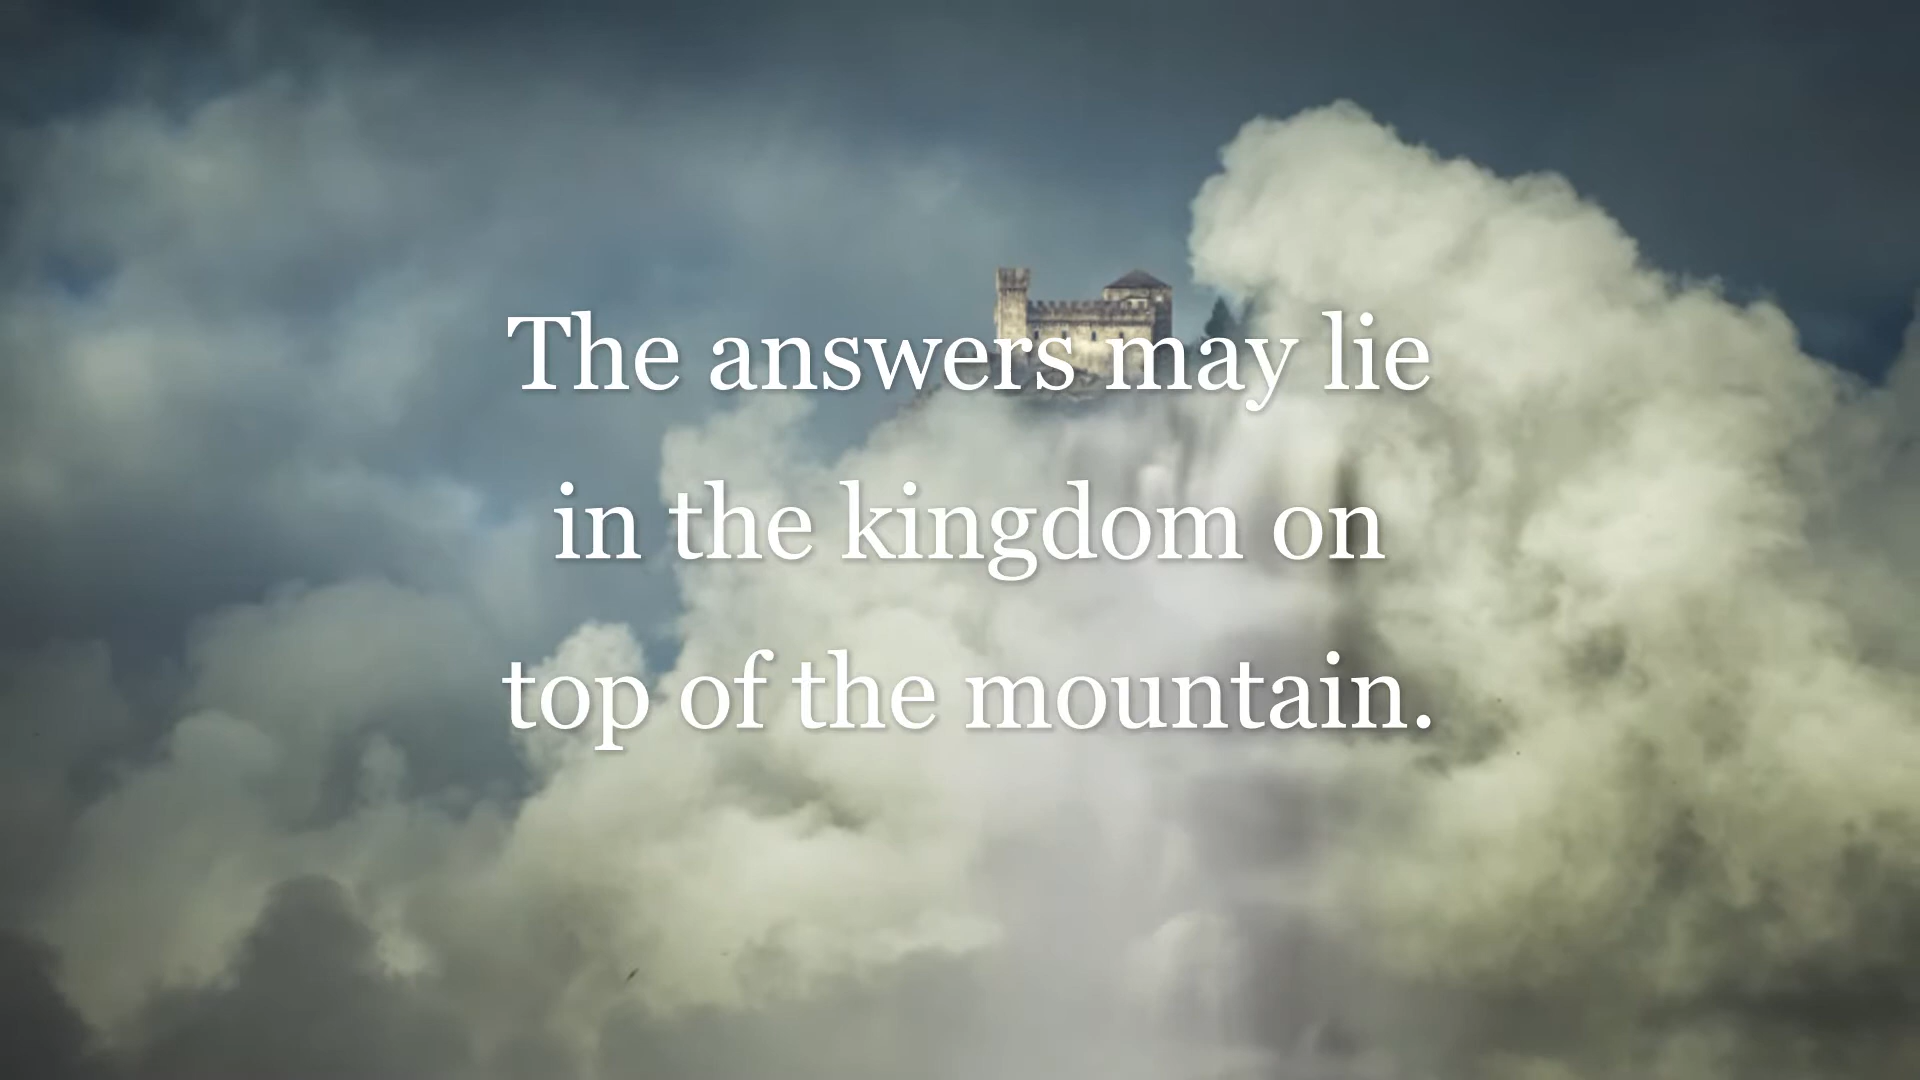 The answers may lie
in the kingdom on
top of the mountain.